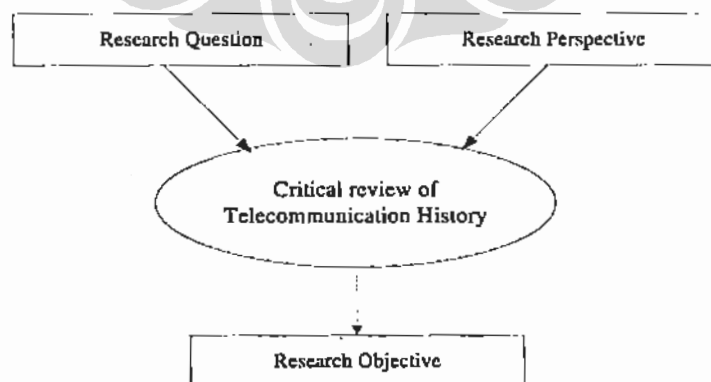 Research Question
Research Perspective
Critical review of
Telecommunication History
Research Objective